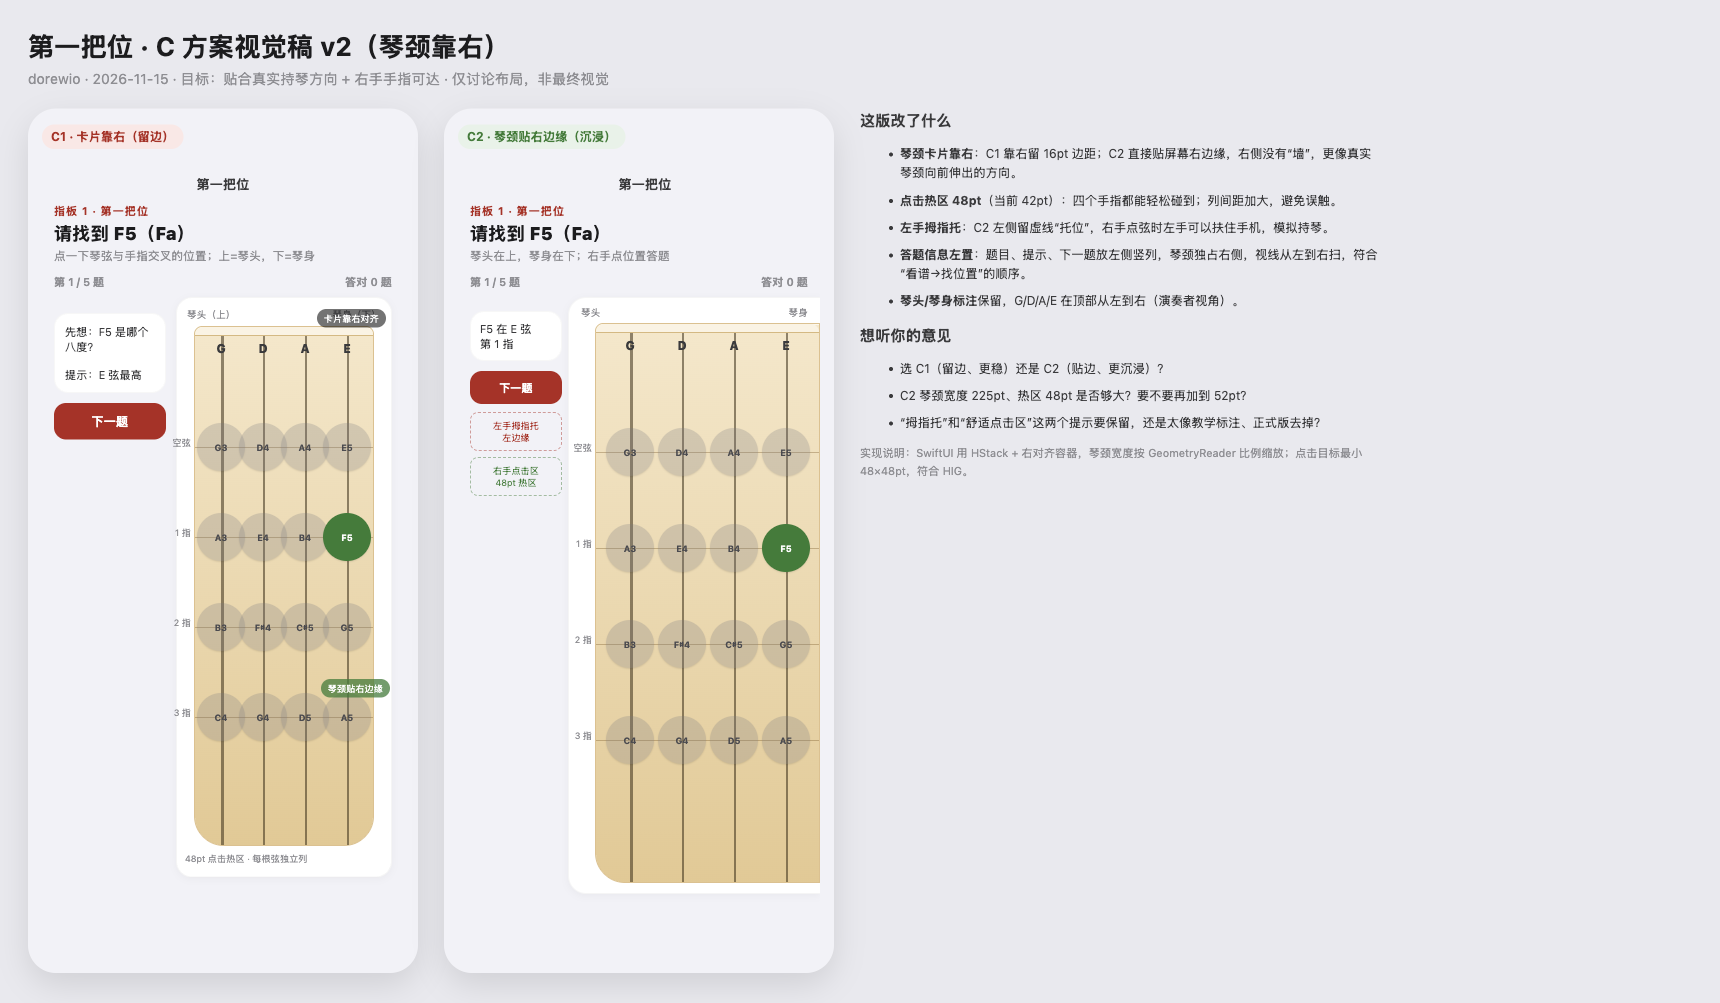 第一把位 · C 方案视觉稿 v2（琴颈靠右）
dorewio · 2026-11-15 · 目标：贴合真实持琴方向 + 右手手指可达 · 仅讨论布局，非最终视觉
C1 · 卡片靠右（留边）
第一把位
指板 1 · 第一把位
请找到 F5（Fa）
点一下琴弦与手指交叉的位置；上=琴头，下=琴身
第 1 / 5 题
答对 0 题
先想：F5 是哪个
八度?
提示：E 弦最高
下一题
琴头（上）
卡片靠右对齐
G D A E
空弦 G3 D4 A4 E5
1 指 A3 E4 B4 F5
2 指 B3 F#4 C#5 G5
琴颈贴右边缘
3 指 C4 G4 D5 A5
48pt 点击热区 · 每根弦独立列
C2 · 琴颈贴右边缘（沉浸）
第一把位
指板 1 · 第一把位
请找到 F5（Fa）
琴头在上，琴身在下；右手点位置答题
第 1 / 5 题
答对 0 题
F5 在 E 弦
第 1 指
下一题
左手拇指托
左边缘
右手点击区
48pt 热区
琴头
琴身
G D A E
空弦 G3 D4 A4 E5
1 指 A3 E4 B4 F5
2 指 B3 F#4 C#5 G5
3 指 C4 G4 D5 A5
这版改了什么
• 琴颈卡片靠右：C1 靠右留 16pt 边距；C2 直接贴屏幕右边缘，右侧没有“墙”，更像真实
琴颈向前伸出的方向。
• 点击热区 48pt（当前 42pt）：四个手指都能轻松碰到；列间距加大，避免误触。
• 左手拇指托：C2 左侧留虚线“托位”，右手点弦时左手可以扶住手机，模拟持琴。
• 答题信息左置：题目、提示、下一题放左侧竖列，琴颈独占右侧，视线从左到右扫，符合
“看谱→找位置”的顺序。
• 琴头/琴身标注保留，G/D/A/E 在顶部从左到右（演奏者视角）。
想听你的意见
• 选 C1（留边、更稳）还是 C2（贴边、更沉浸）?
• C2 琴颈宽度 225pt、热区 48pt 是否够大？要不要再加到 52pt?
• “拇指托”和“舒适点击区”这两个提示要保留，还是太像教学标注、正式版去掉?
实现说明：SwiftUI 用 HStack + 右对齐容器，琴颈宽度按 GeometryReader 比例缩放；点击目标最小
48×48pt，符合 HIG。